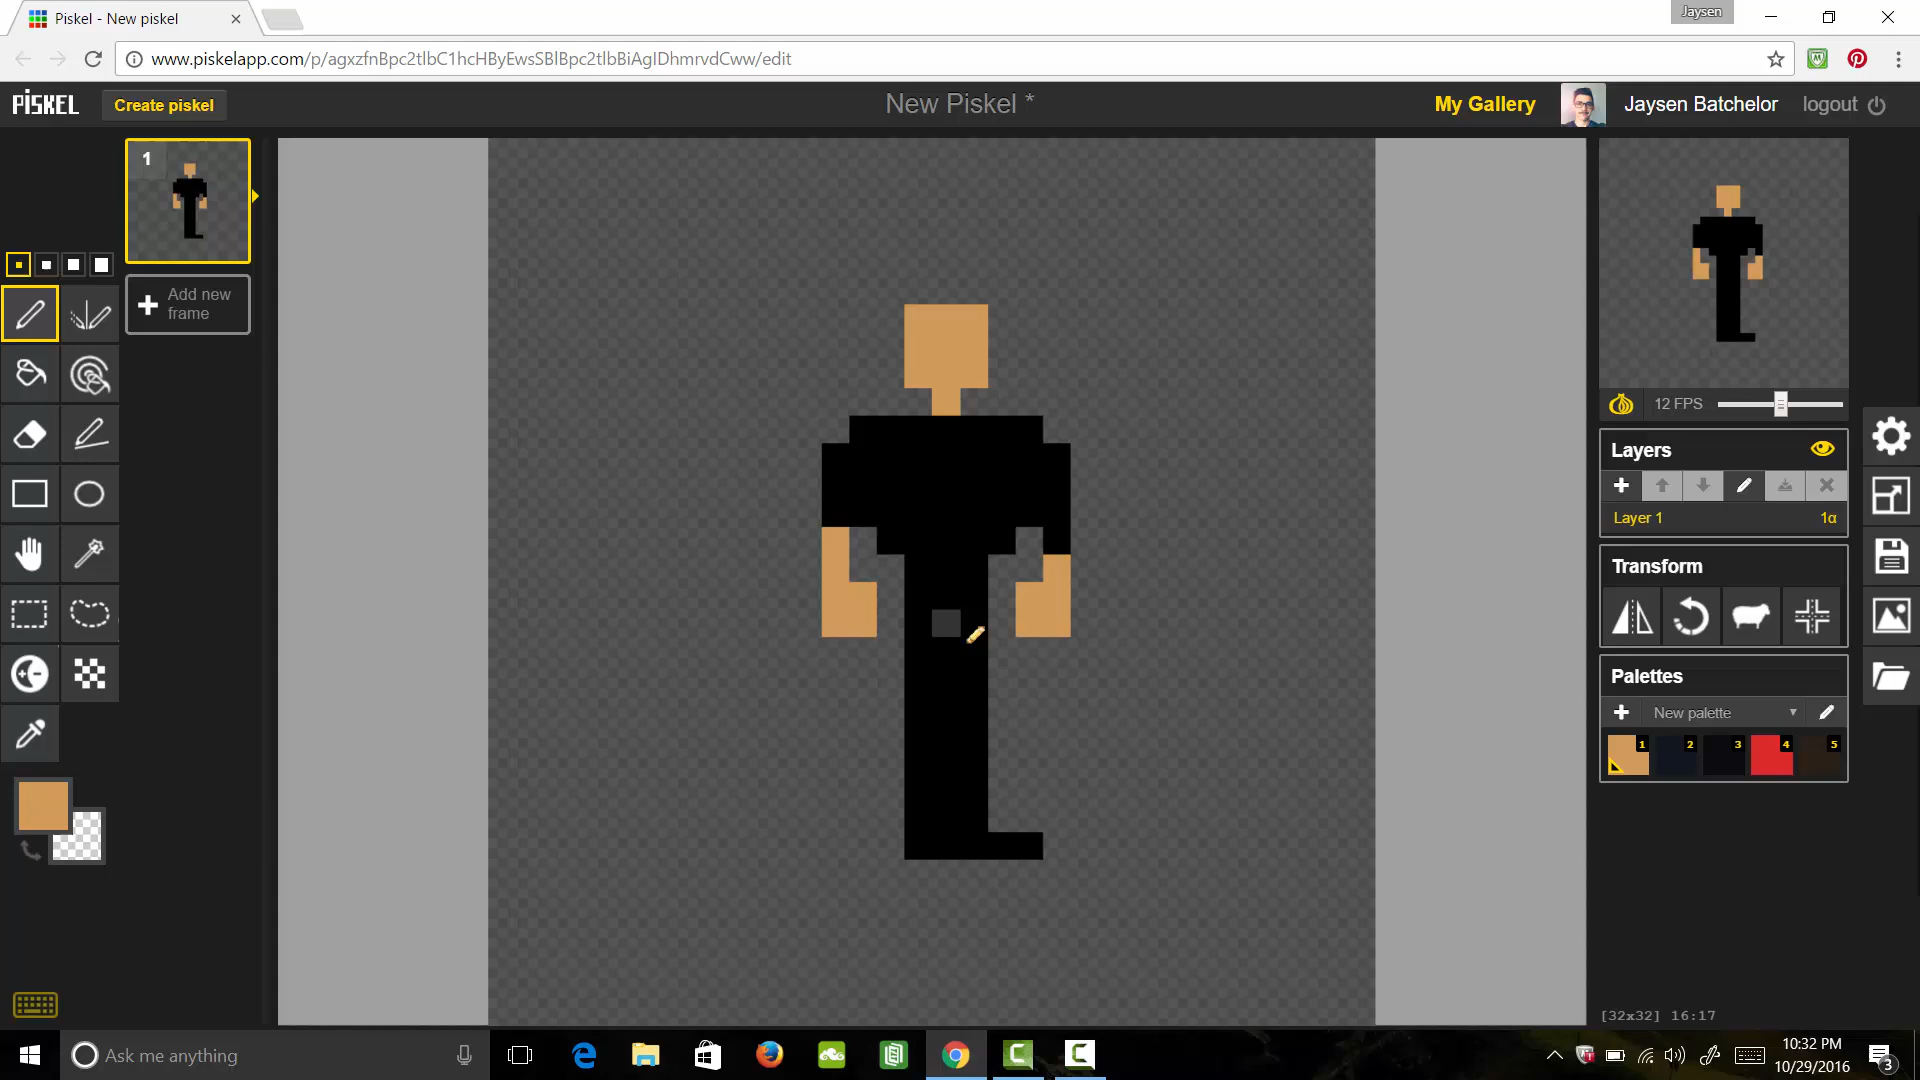 Piskel - New piskel
Jaysen
www.piskelapp.com/p/agxzfnBpc2tlbC1hcHByEwsSBlBpc2tlbBiAgIDhmrvdCww/edit
PISKEL
Create piskel
New Piskel *
My Gallery
Jaysen Batchelor
logout
1
Add new
frame
12 FPS
Layers
Layer 1
1α
Transform
Palettes
New palette
1
2
3
4
5
[32x32] 16:17
Ask me anything
10:32 PM
10/29/2016
3